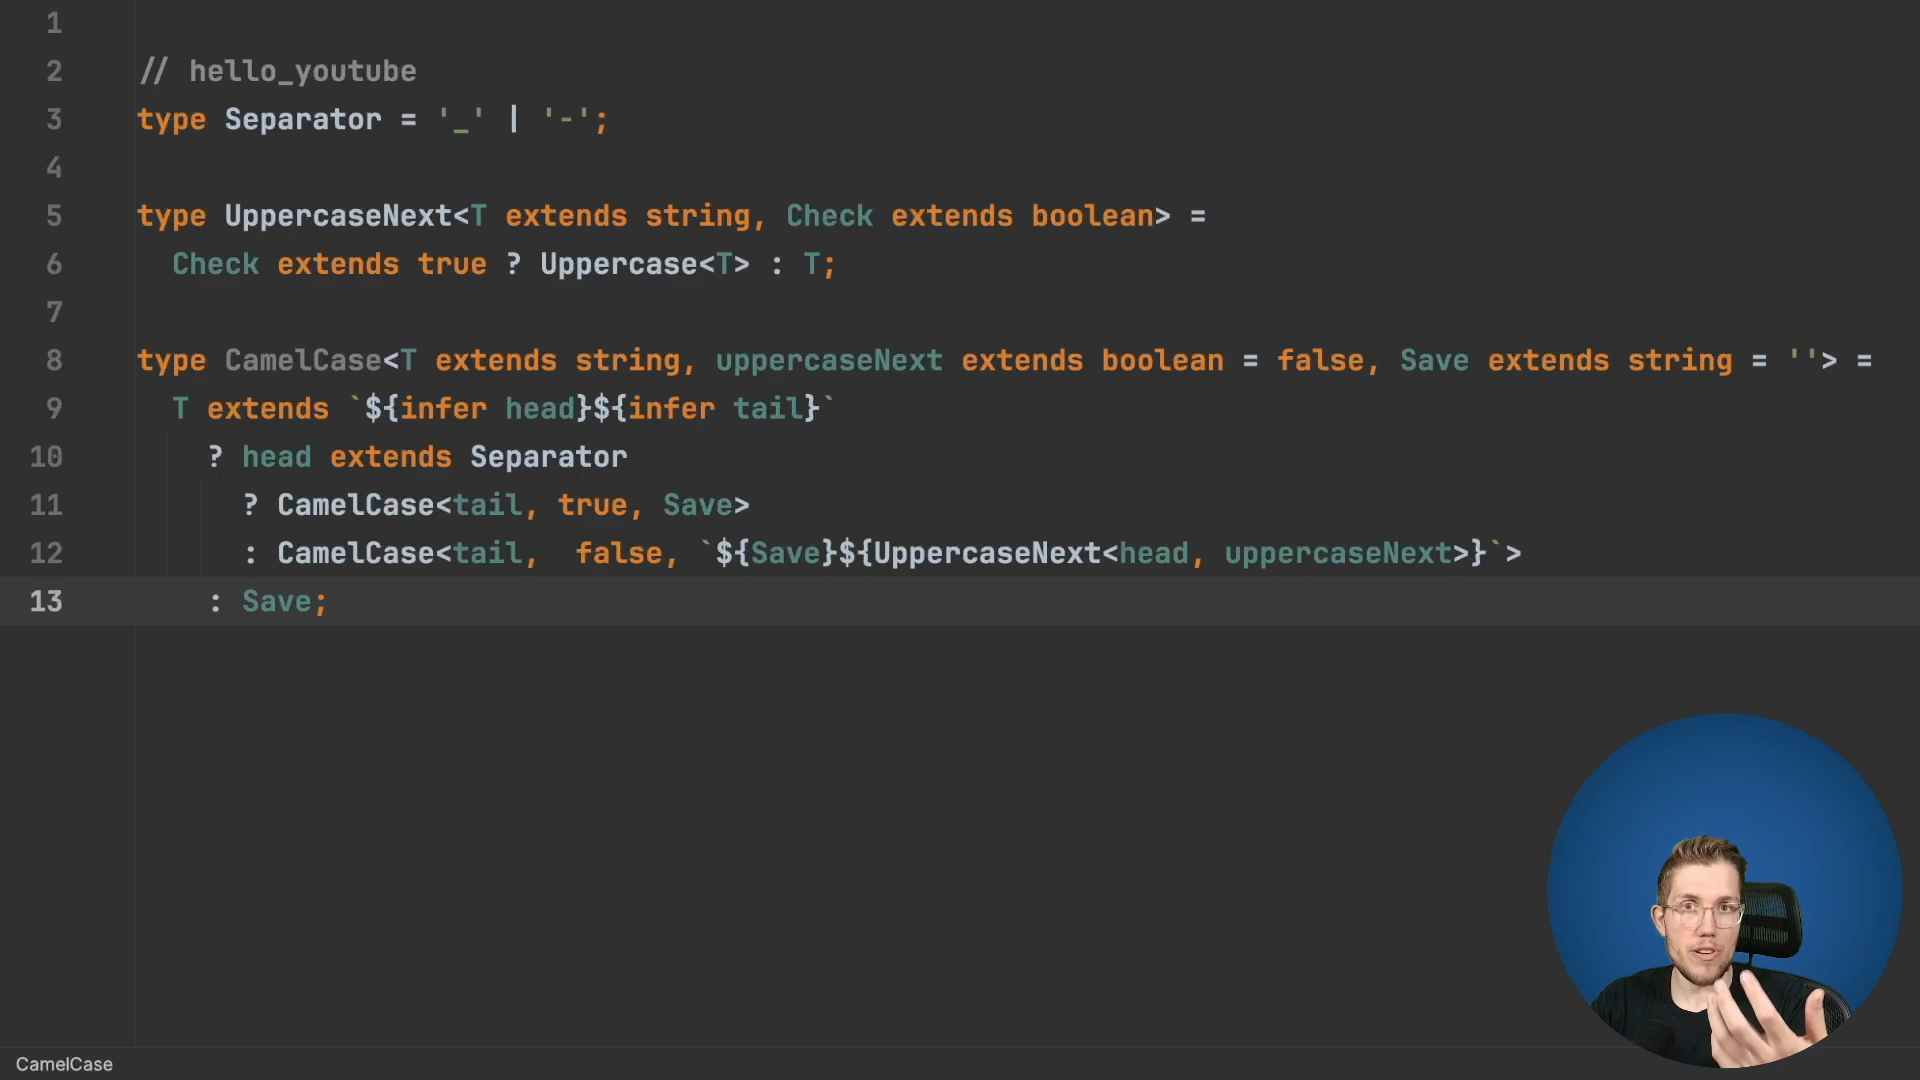 1
2 // hello_youtube
3 type Separator = '_' | '-';
4
5 type UppercaseNext<T extends string, Check extends boolean> =
6 Check extends true ? Uppercase<T> : T;
7
8 type CamelCase<T extends string, uppercaseNext extends boolean = false, Save extends string = ''> =
9 T extends `${infer head}${infer tail}`
10 ? head extends Separator
11 ? CamelCase<tail, true, Save>
12 : CamelCase<tail,  false, `${Save}${UppercaseNext<head, uppercaseNext>}`>
13 : Save;
CamelCase